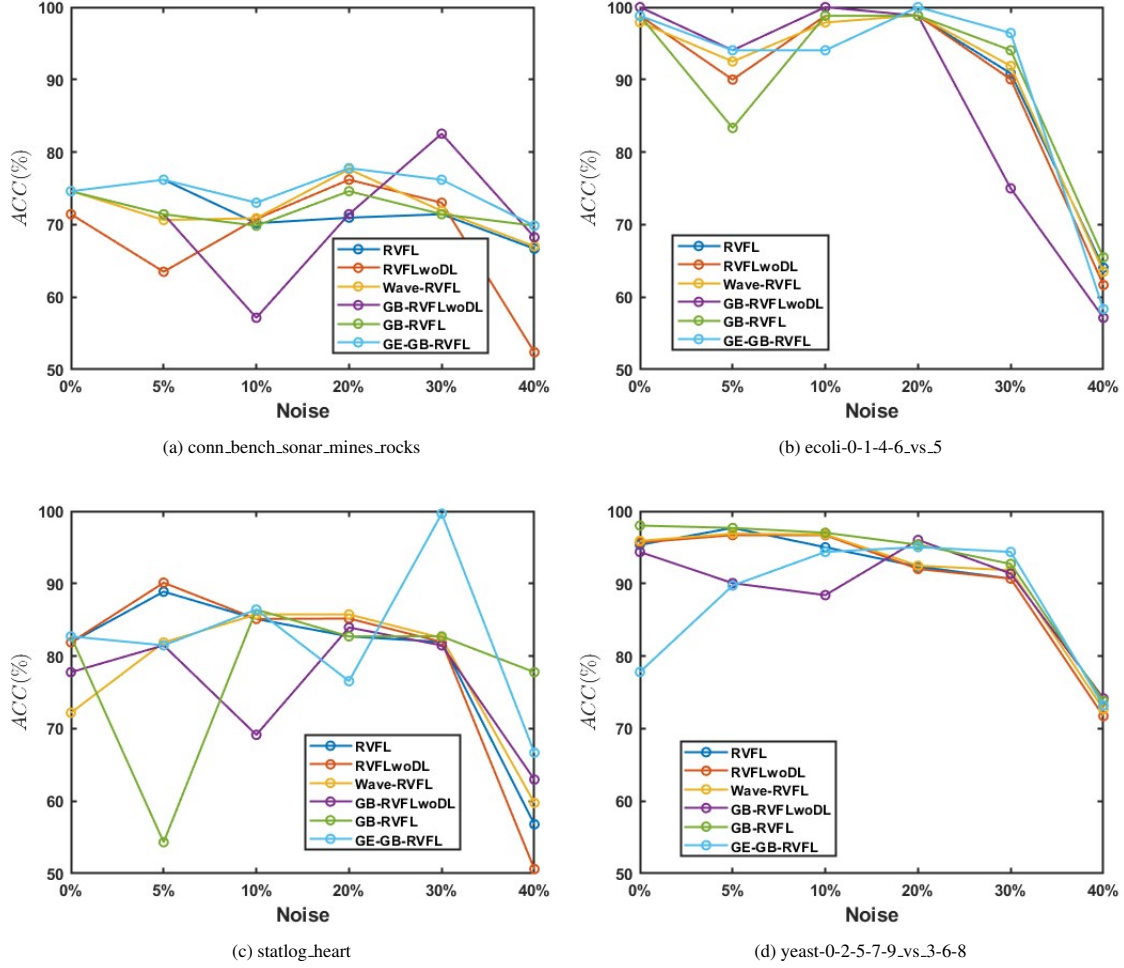 100
90
80
70
60
50
ACC(%)
0% 5% 10% 20% 30% 40%
Noise
RVFL
RVFLwoDL
Wave-RVFL
GB-RVFLwoDL
GB-RVFL
GE-GB-RVFL
(a) conn_bench_sonar_mines_rocks
100
90
80
70
60
50
ACC(%)
0% 5% 10% 20% 30% 40%
Noise
RVFL
RVFLwoDL
Wave-RVFL
GB-RVFLwoDL
GB-RVFL
GE-GB-RVFL
(b) ecoli-0-1-4-6_vs_5
100
90
80
70
60
50
ACC(%)
0% 5% 10% 20% 30% 40%
Noise
RVFL
RVFLwoDL
Wave-RVFL
GB-RVFLwoDL
GB-RVFL
GE-GB-RVFL
(c) statlog_heart
100
90
80
70
60
50
ACC(%)
0% 5% 10% 20% 30% 40%
Noise
RVFL
RVFLwoDL
Wave-RVFL
GB-RVFLwoDL
GB-RVFL
GE-GB-RVFL
(d) yeast-0-2-5-7-9_vs_3-6-8